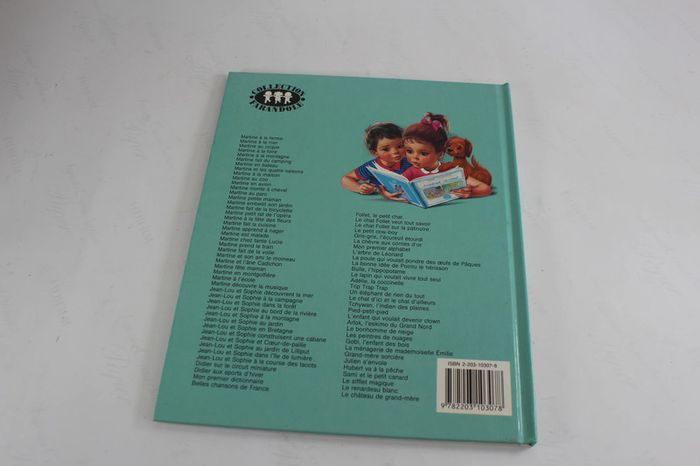 COLLECTION
FARANDOLE
Martine à la ferme
Martine à la mer
Martine au cirque
Martine à la foire
Martine à la montagne
Martine fait du camping
Martine en bateau
Martine et les quatre saisons
Martine à la maison
Martine au zoo
Martine en avion
Martine monte à cheval
Martine au parc
Martine petite maman
Martine embellit son jardin
Martine fait de la bicyclette
Martine petit rat de l'opéra
Martine à la fête des fleurs
Martine fait la cuisine
Martine apprend à nager
Martine est malade
Martine chez tante Lucie
Martine prend le train
Martine fait de la voile
Martine et son ami le moineau
Martine et l'âne Cadichon
Martine fête maman
Martine en montgolfière
Martine à l'école
Martine découvre la musique
Jean-Lou et Sophie découvrent la mer
Jean-Lou et Sophie à la campagne
Jean-Lou et Sophie dans la forêt
Jean-Lou et Sophie au bord de la rivière
Jean-Lou et Sophie à la montagne
Jean-Lou et Sophie au jardin
Jean-Lou et Sophie en Bretagne
Jean-Lou et Sophie construisent une cabane
Jean-Lou et Sophie et Cœur-de-paille
Jean-Lou et Sophie au jardin de Lilliput
Jean-Lou et Sophie dans l'île de lumière
Jean-Lou et Sophie à la course des tacots
Didier sur le circuit miniature
Didier aux sports d'hiver
Mon premier dictionnaire
Belles chansons de France
Follet, le petit chat
Le chat Follet veut tout savoir
Le chat Follet sur la patinoire
Le petit cow-boy
Gris-gris, l'écureuil étourdi
La chèvre aux cornes d'or
Mon premier alphabet
L'arbre de Léonard
La poule qui voulait pondre des œufs de Pâques
La bonne idée de Pointu le hérisson
Bulle, l'hippopotame
Le lapin qui voulait vivre tout seul
Adélie, la coccinelle
Trip Trap Trap
Un éléphant de rien du tout
Le chat d'ici et le chat d'ailleurs
Tchywan, l'indien des plaines
Pied-petit-pied
L'enfant qui voulait devenir clown
Arlok, l'eskimo du Grand Nord
Le bonhomme de neige
Les peintres de nuages
Gobi, l'enfant des bois
La ménagerie de mademoiselle Émilie
Grand-mère sorcière
Julien s'envole
Hubert va à la pêche
Sami et le petit canard
Le sifflet magique
Le renardeau blanc
Le château de grand-mère
ISBN 2-203-10307-8
9 782203 103078